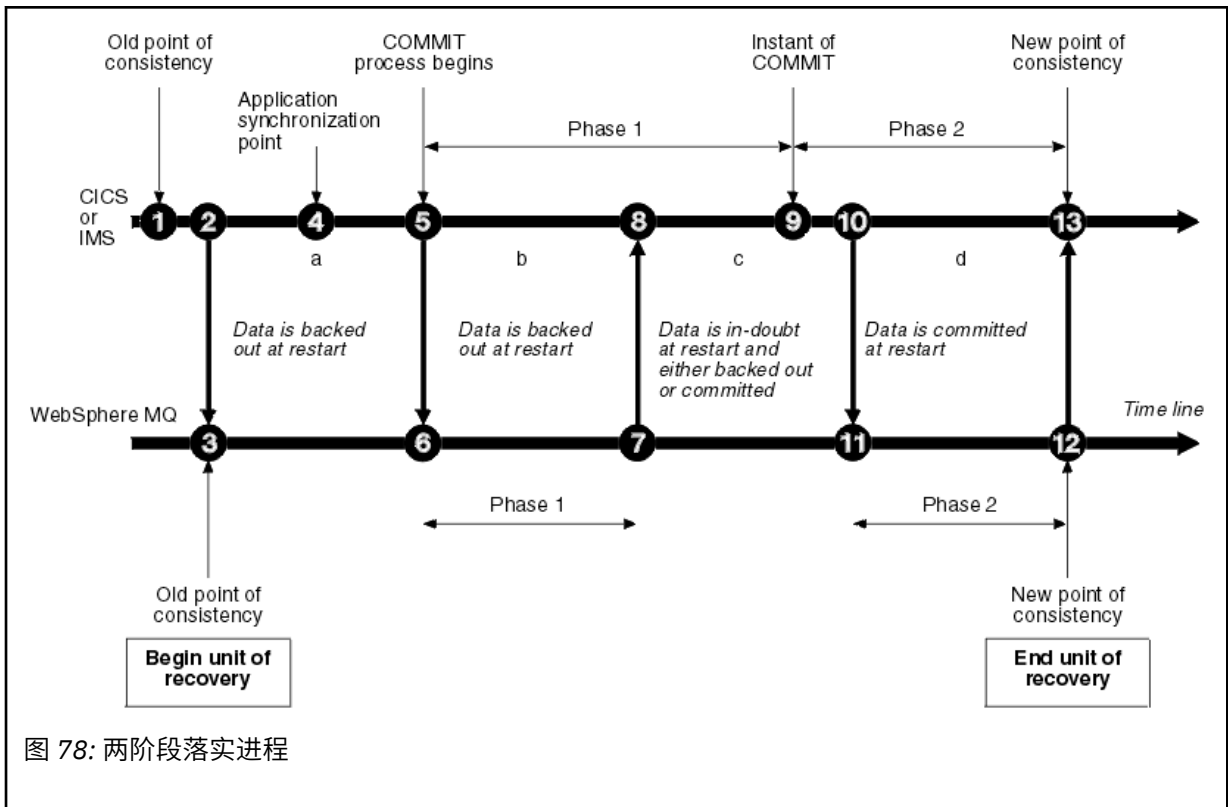 Old point of
consistency
COMMIT
process begins
Instant of
COMMIT
New point of
consistency
Application
synchronization
point
Phase 1
Phase 2
CICS
or
IMS
1
2
4
5
8
9
10
13
a
b
c
d
Data is backed
out at restart
Data is backed
out at restart
Data is in-doubt
at restart and
either backed out
or committed
Data is committed
at restart
WebSphere MQ
Time line
3
6
7
11
12
Phase 1
Phase 2
Old point of
consistency
New point of
consistency
Begin unit of
recovery
End unit of
recovery
图 78: 两阶段落实进程